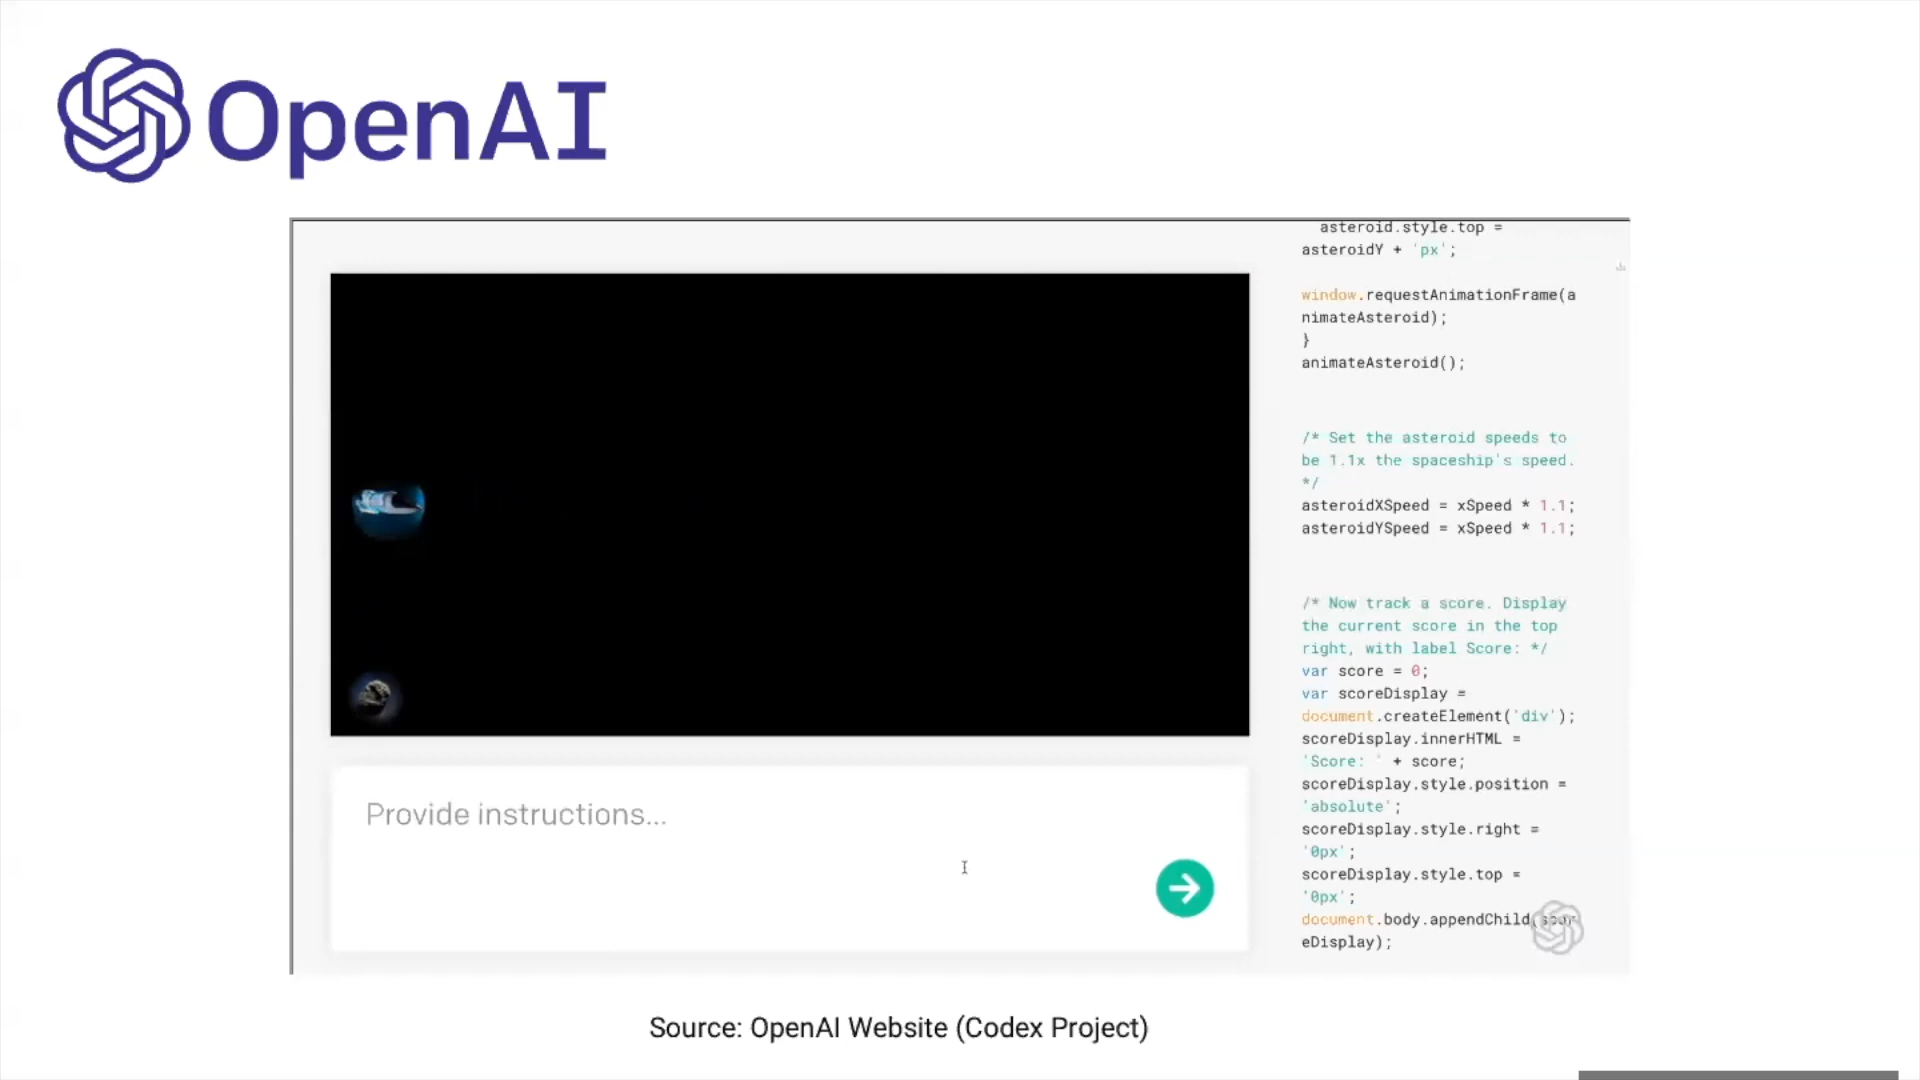 OpenAI
asteroid.style.top =
asteroidY + 'px';
window.requestAnimationFrame(a
nimateAsteroid);
}
animateAsteroid();
/* Set the asteroid speeds to
be 1.1x the spaceship's speed.
*/
asteroidXSpeed = xSpeed * 1.1;
asteroidYSpeed = xSpeed * 1.1;
/* Now track a score. Display
the current score in the top
right, with label Score: */
var score = 0;
var scoreDisplay =
document.createElement('div');
scoreDisplay.innerHTML =
'Score: ' + score;
scoreDisplay.style.position =
'absolute';
scoreDisplay.style.right =
'0px';
scoreDisplay.style.top =
'0px';
document.body.appendChild(scor
eDisplay);
Provide instructions...
Source: OpenAI Website (Codex Project)